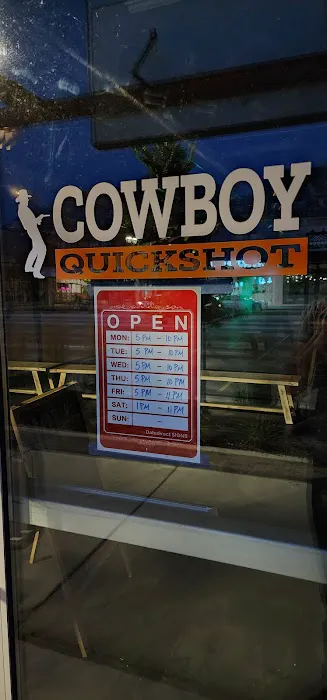 COWBOY
QUICKSHOT
OPEN
MON: 5PM - 10PM
TUE: 5PM - 10PM
WED: 5PM - 10PM
THU: 5PM - 10PM
FRI: 5PM - 11PM
SAT: 1PM - 11PM
SUN: -